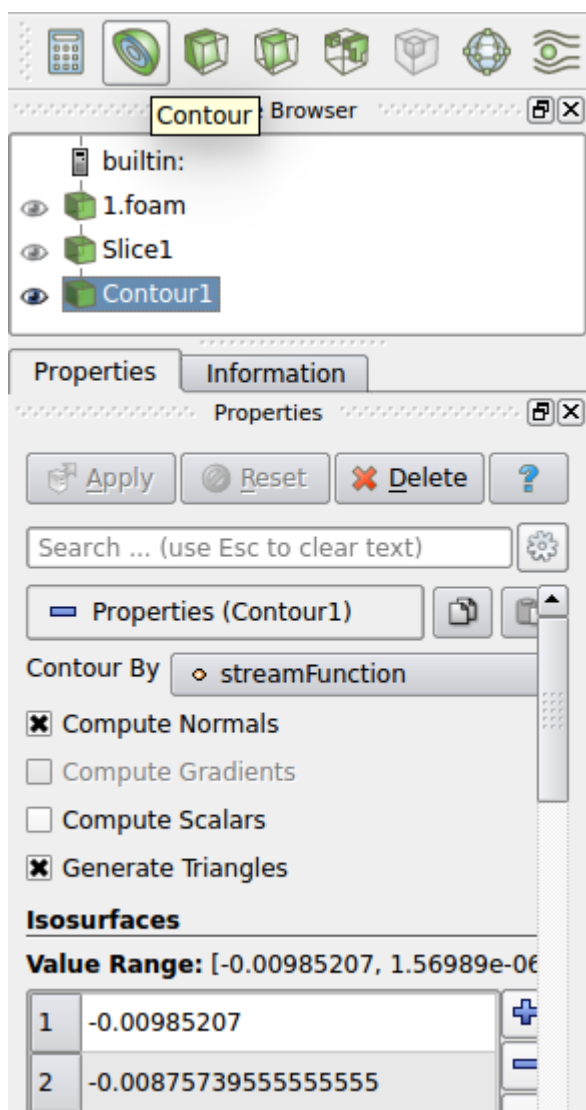 Contour
Browser
builtin:
1.foam
Slice1
Contour1
Properties Information
Properties
Apply Reset Delete ?
Search ... (use Esc to clear text)
Properties (Contour1)
Contour By streamFunction
Compute Normals
Compute Gradients
Compute Scalars
Generate Triangles
Isosurfaces
Value Range: [-0.00985207, 1.56989e-06
1 -0.00985207
2 -0.00875739555555555